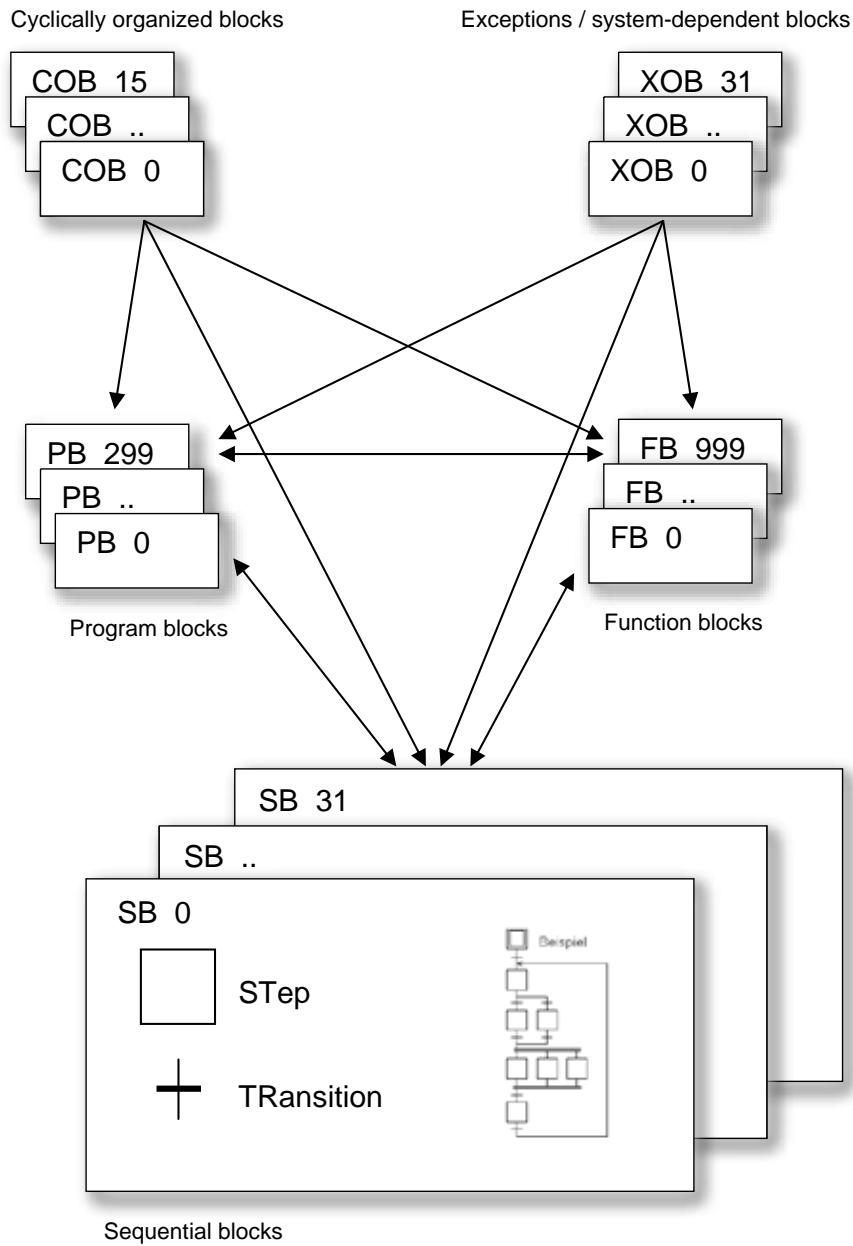 Cyclically organized blocks
Exceptions / system-dependent blocks
COB 15
COB ..
COB 0
XOB 31
XOB ..
XOB 0
PB 299
PB ..
PB 0
Program blocks
FB 999
FB ..
FB 0
Function blocks
SB 31
SB ..
SB 0
Beispiel
STep
TRansition
Sequential blocks